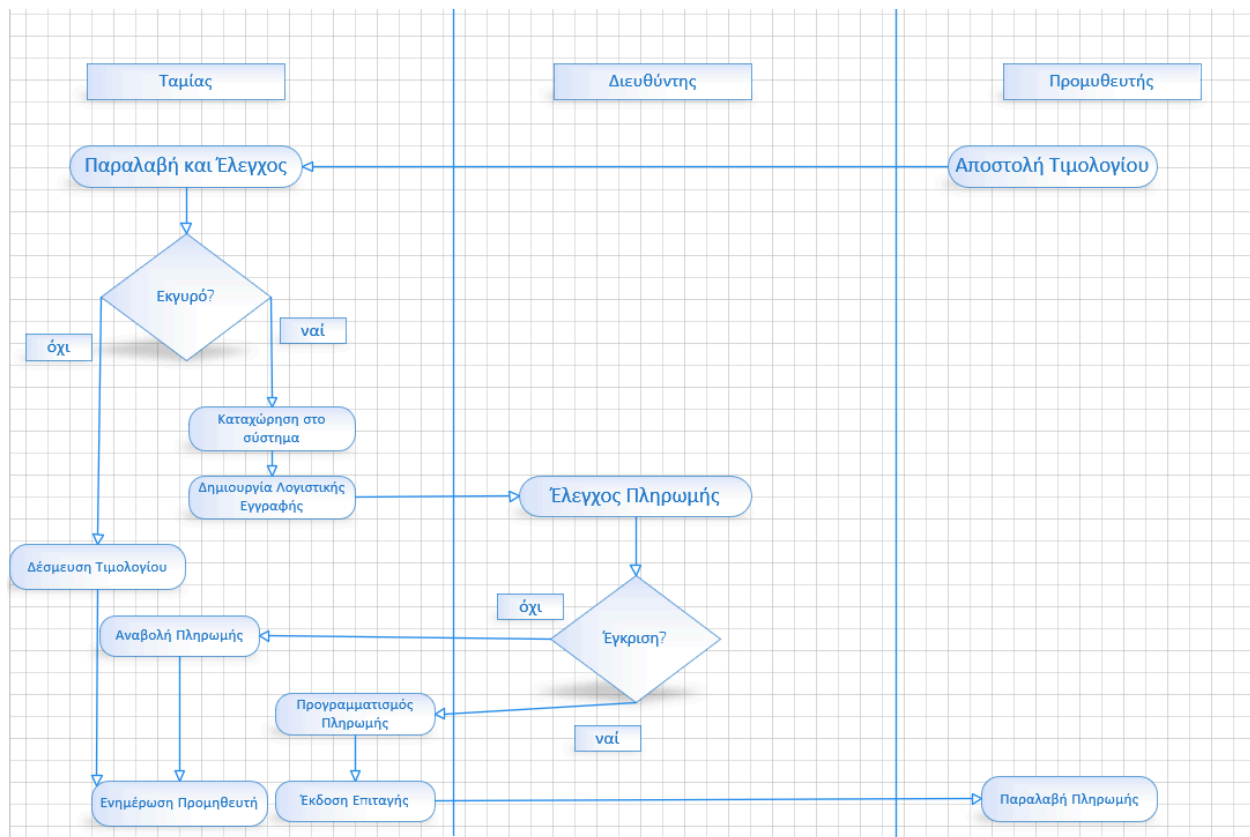 Ταμίας
Διευθύντης
Προμυθευτής
Παραλαβή και Έλεγχος
Αποστολή Τιμολογίου
Εκγυρό?
ναί
όχι
Καταχώρηση στο
σύστημα
Δημιουργία Λογιστικής
Εγγραφής
Έλεγχος Πληρωμής
Δέσμευση Τιμολογίου
όχι
Αναβολή Πληρωμής
Έγκριση?
Προγραμματισμός
Πληρωμής
ναί
Ενημέρωση Προμηθευτή
Έκδοση Επιταγής
Παραλαβή Πληρωμής